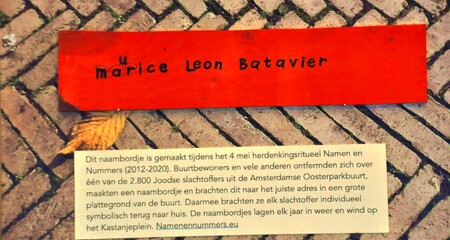 maurice Leon Batavier
Dit naambordje is gemaakt tijdens het 4 mei herdenkingsritueel Namen en
Nummers (2012-2020). Buurtbewoners en vele anderen ontfermden zich over
één van de 2.800 Joodse slachtoffers uit de Amsterdamse Oosterparkbuurt,
maakten een naambordje en brachten dit naar het juiste adres in een grote
plattegrond van de buurt. Daarmee brachten ze elk slachtoffer individueel
symbolisch terug naar huis. De naambordjes lagen elk jaar in weer en wind op
het Kastanjeplein. Namenennummers.eu